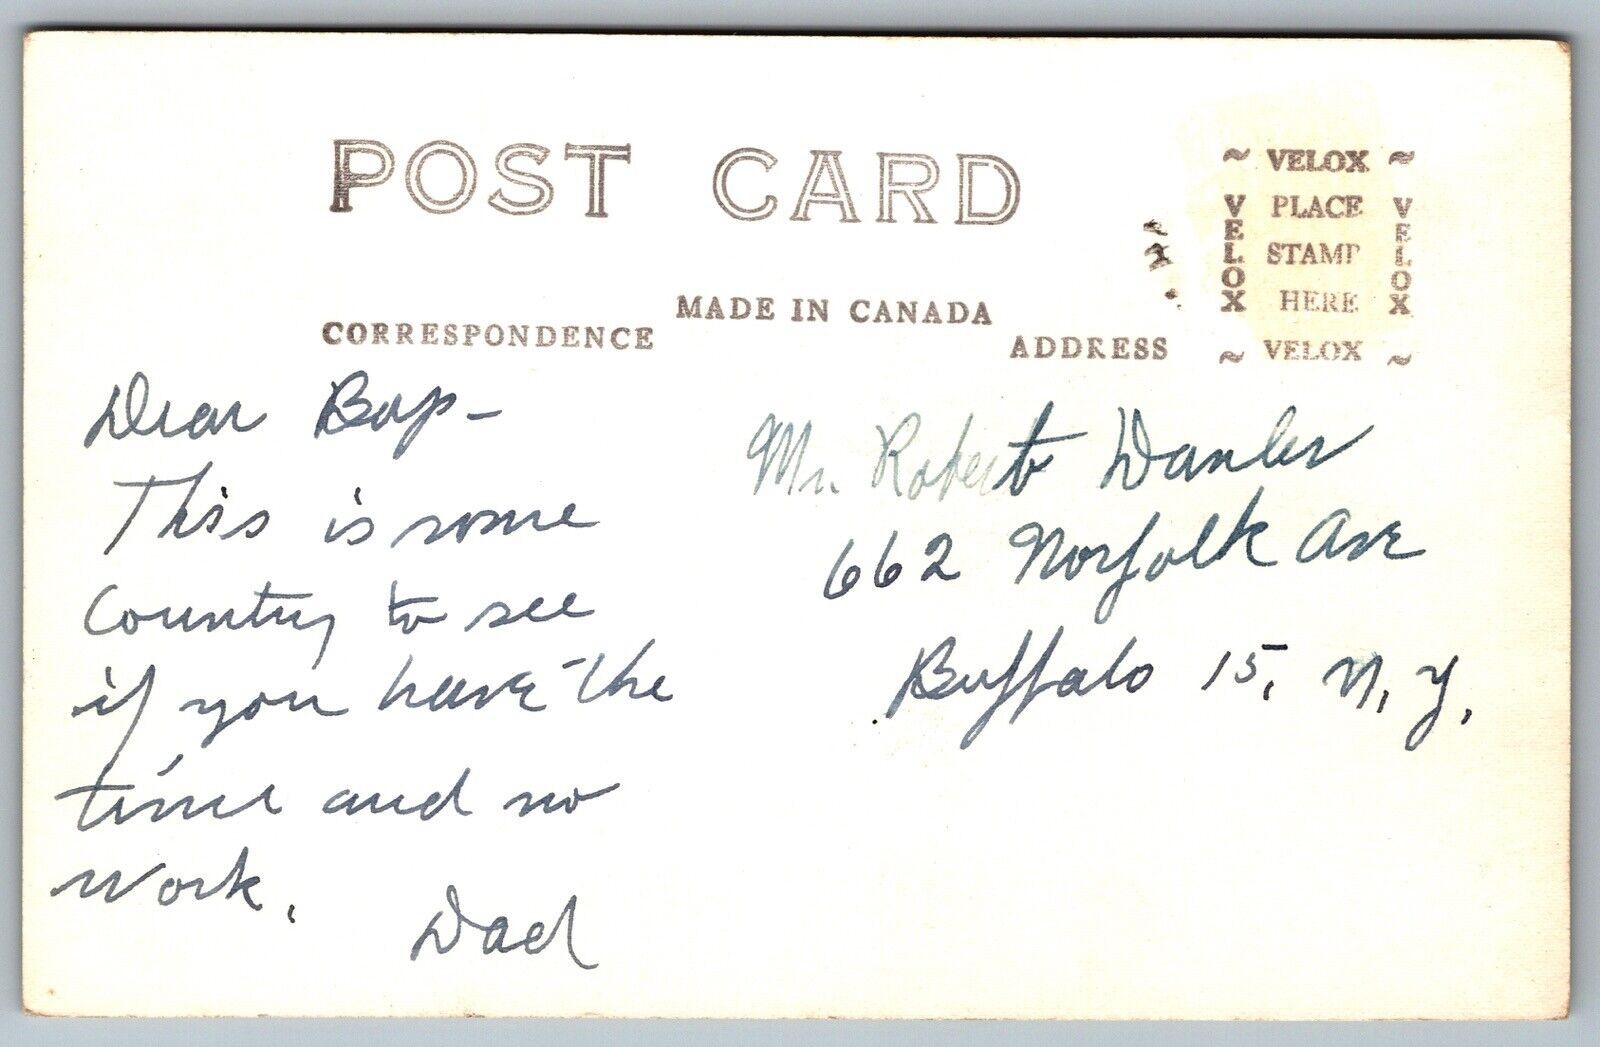 POST CARD
~ VELOX ~
VELOX PLACE VELOX
STAMP
HERE
~ VELOX ~
MADE IN CANADA
CORRESPONDENCE
ADDRESS
Dear Bop-
This is some
Country to see
if you have the
time and no
work.
Dad
Mr. Robert Danler
662 Norfolk Ave
Buffalo 15, N.Y.